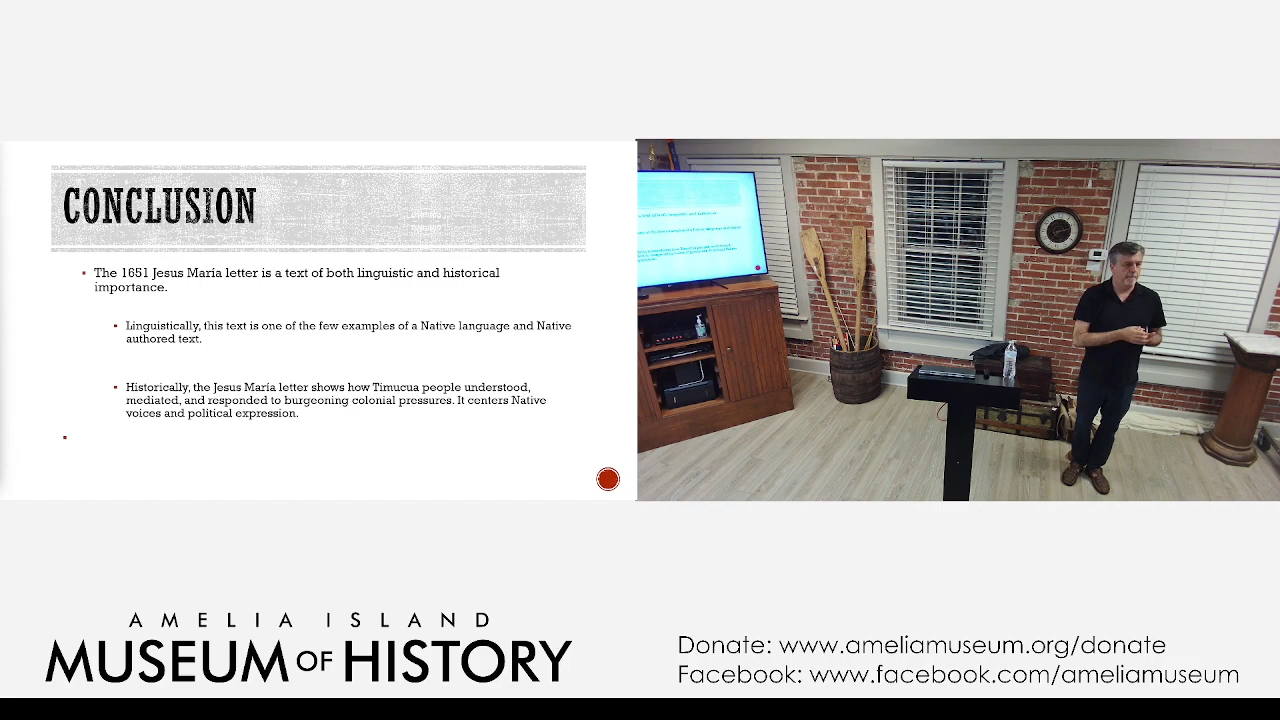 CONCLUSION
▪ The 1651 Jesus María letter is a text of both linguistic and historical
importance.
▪ Linguistically, this text is one of the few examples of a Native language and Native
authored text.
▪ Historically, the Jesus María letter shows how Timucua people understood,
mediated, and responded to burgeoning colonial pressures. It centers Native
voices and political expression.
AMELIA ISLAND
MUSEUM OF HISTORY
Donate: www.ameliamuseum.org/donate
Facebook: www.facebook.com/ameliamuseum